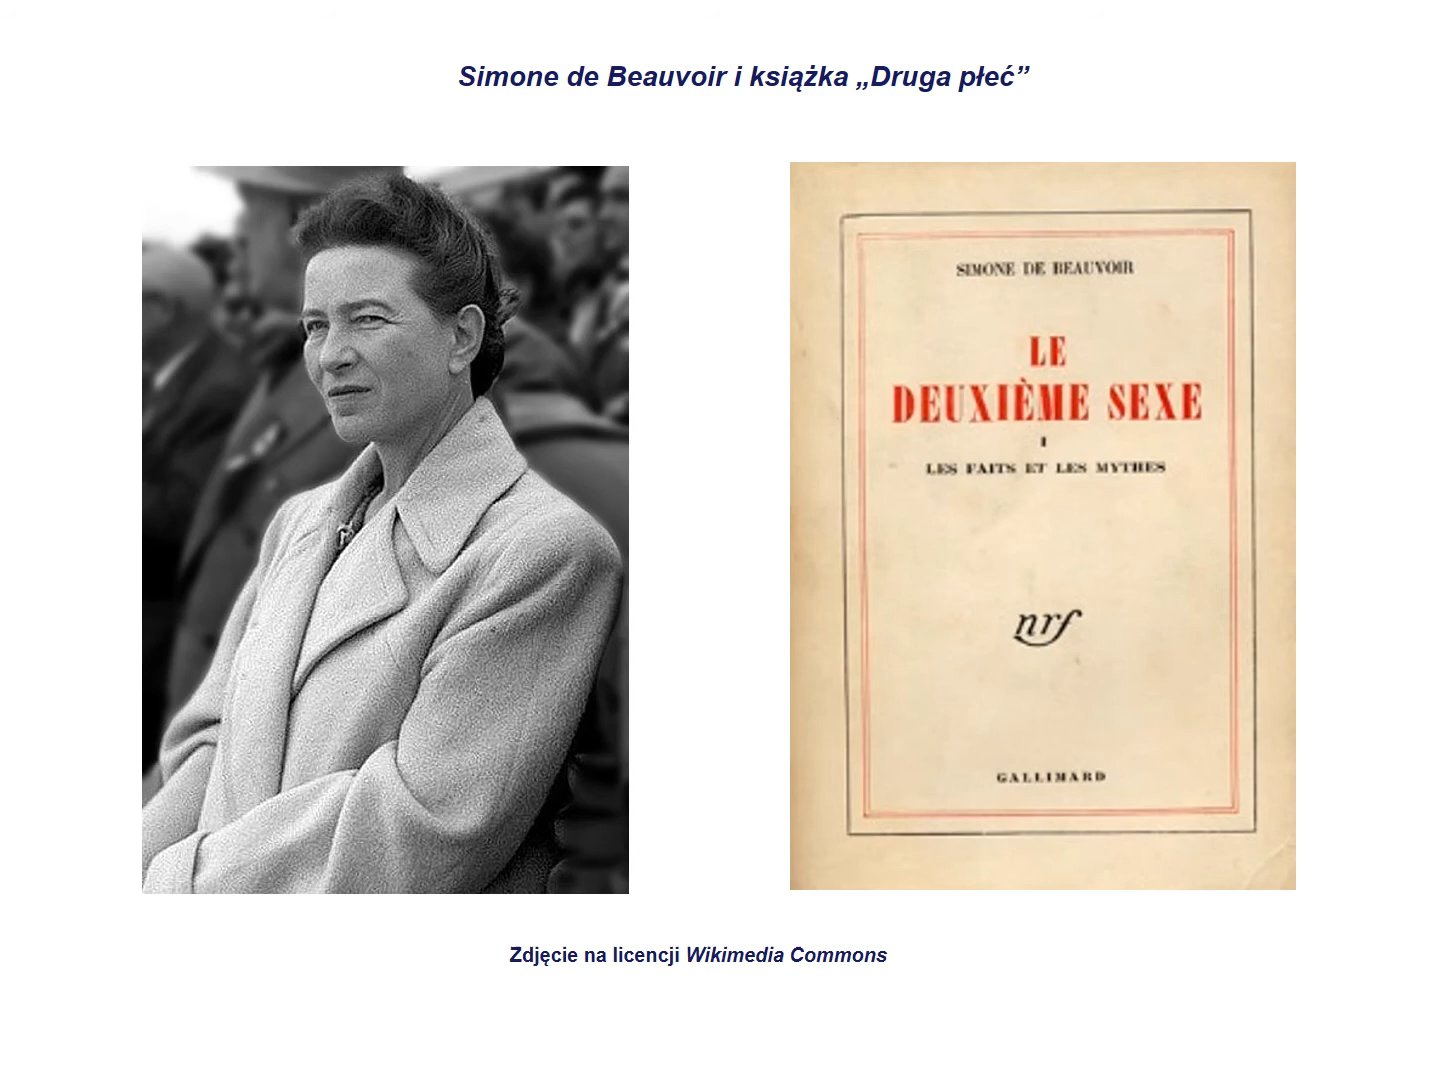 Simone de Beauvoir i książka „Druga płeć”
SIMONE DE BEAUVOIR
LE
DEUXIÈME SEXE
I
LES FAITS ET LES MYTHES
nrf
GALLIMARD
Zdjęcie na licencji Wikimedia Commons